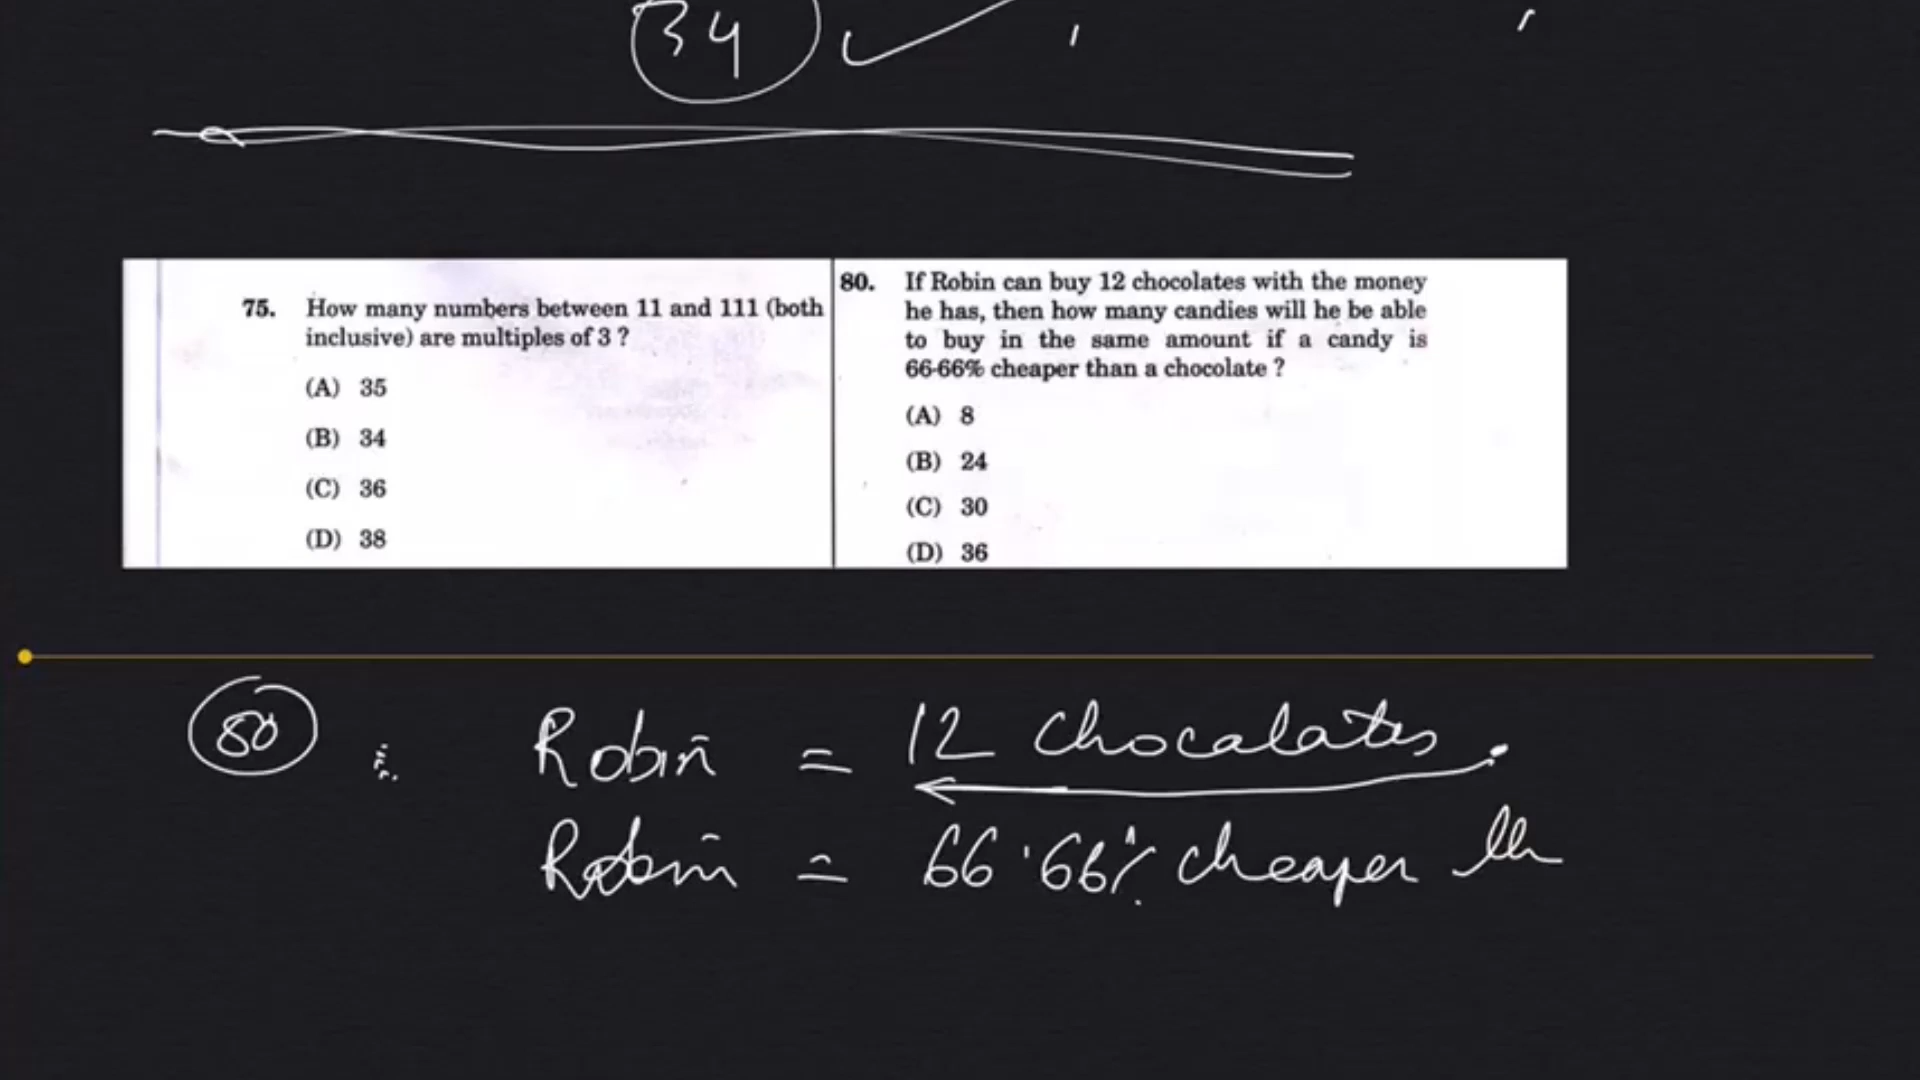 34
75. How many numbers between 11 and 111 (both
inclusive) are multiples of 3 ?
(A) 35
(B) 34
(C) 36
(D) 38
80. If Robin can buy 12 chocolates with the money
he has, then how many candies will he be able
to buy in the same amount if a candy is
66·66% cheaper than a chocolate ?
(A) 8
(B) 24
(C) 30
(D) 36
80 Robin = 12 Chocalates.
Robin = 66.66% cheaper th